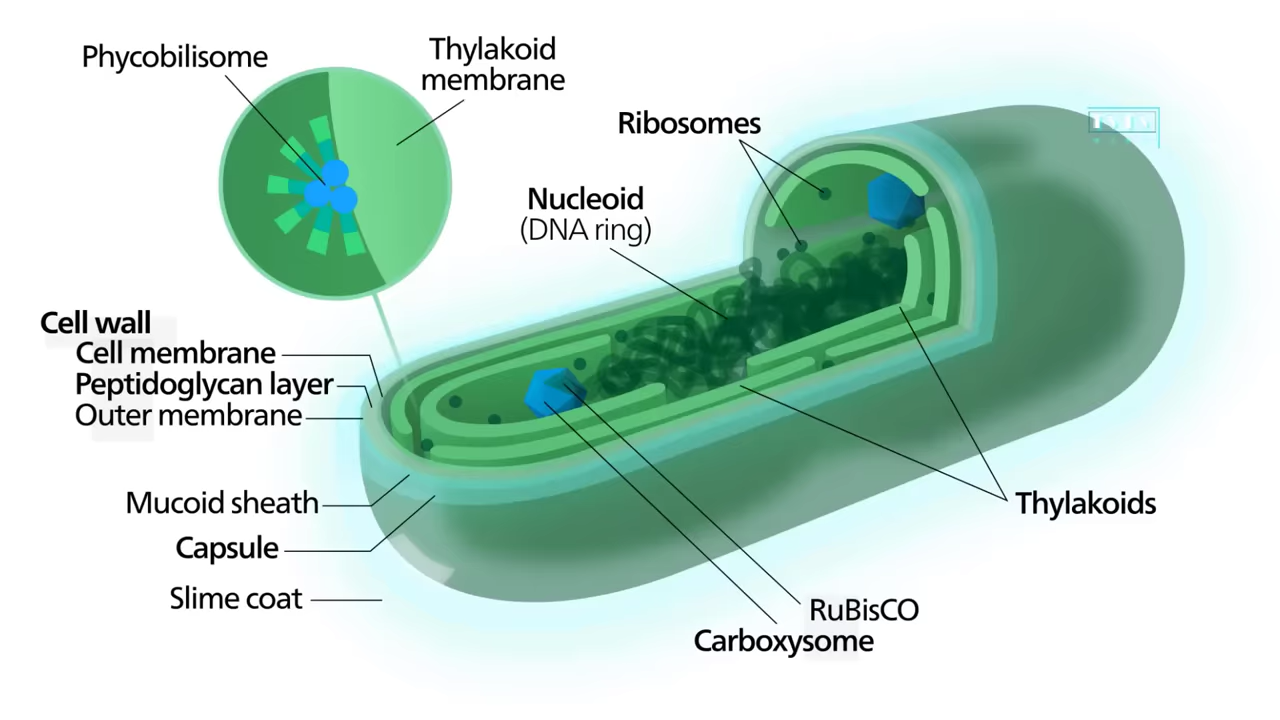 Phycobilisome
Thylakoid
membrane
Ribosomes
Nucleoid
(DNA ring)
Cell wall
Cell membrane
Peptidoglycan layer
Outer membrane
Mucoid sheath
Capsule
Slime coat
Thylakoids
RuBisCO
Carboxysome